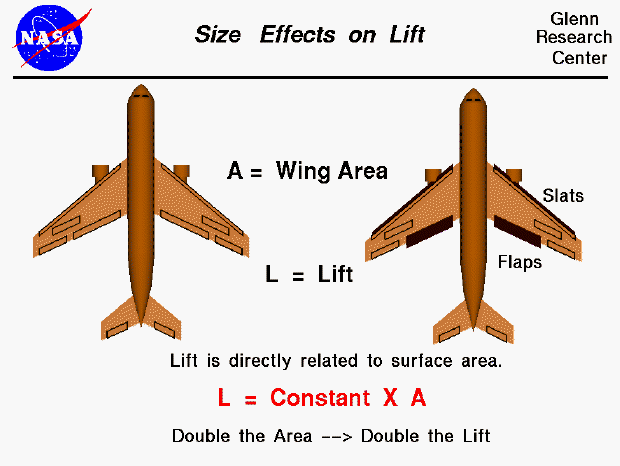 NASA
Size Effects on Lift
Glenn
Research
Center
A = Wing Area
Slats
L = Lift
Flaps
Lift is directly related to surface area.
L = Constant X A
Double the Area --> Double the Lift